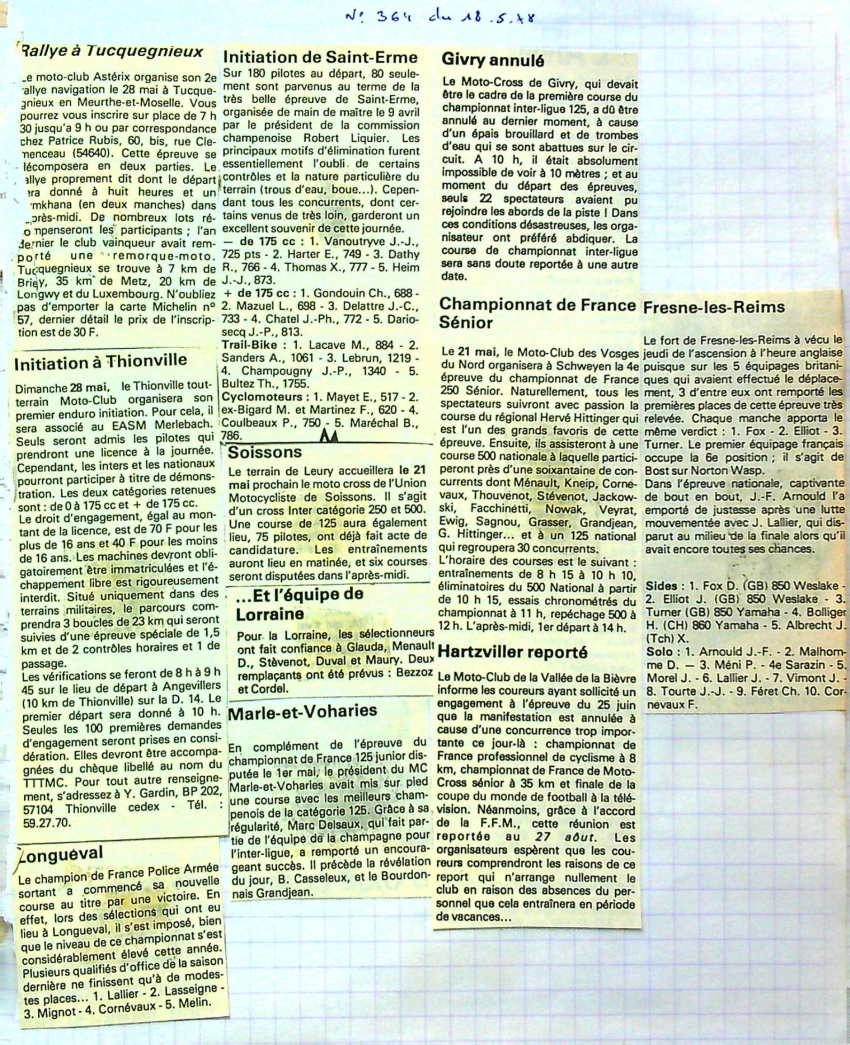 N° 364 du 18.5.78
Rallye à Tucquegnieux
Le moto-club Astérix organise son 2e
rallye navigation le 28 mai à Tucque-
gnieux en Meurthe-et-Moselle. Vous
pourrez vous inscrire sur place de 7 h
30 jusqu'a 9 h ou par correspondance
chez Patrice Rubis, 60, bis, rue Cle-
menceau (54640). Cette épreuve se
décomposera en deux parties. Le
rallye proprement dit dont le départ
sera donné à huit heures et un
gymkhana (en deux manches) dans
l'après-midi. De nombreux lots ré-
compenseront les participants ; l'an
dernier le club vainqueur avait rem-
porté une remorque-moto.
Tucquegnieux se trouve à 7 km de
Briey, 35 km de Metz, 20 km de
Longwy et du Luxembourg. N'oubliez
pas d'emporter la carte Michelin n°
57, dernier détail le prix de l'inscrip-
tion est de 30 F.
Initiation à Thionville
Dimanche 28 mai, le Thionville tout-
terrain Moto-Club organisera son
premier enduro initiation. Pour cela, il
sera associé au EASM Merlebach.
Seuls seront admis les pilotes qui
prendront une licence à la journée.
Cependant, les inters et les nationaux
pourront participer à titre de démons-
tration. Les deux catégories retenues
sont : de 0 à 175 cc et + de 175 cc.
Le droit d'engagement, égal au mon-
tant de la licence, est de 70 F pour les
plus de 16 ans et 40 F pour les moins
de 16 ans. Les machines devront obli-
gatoirement être immatriculées et l'é-
chappement libre est rigoureusement
interdit. Situé uniquement dans des
terrains militaires, le parcours com-
prendra 3 boucles de 23 km qui seront
suivies d'une épreuve spéciale de 1,5
km et de 2 contrôles horaires et 1 de
passage.
Les vérifications se feront de 8 h à 9 h
45 sur le lieu de départ à Angevillers
(10 km de Thionville) sur la D. 14. Le
premier départ sera donné à 10 h.
Seules les 100 premières demandes
d'engagement seront prises en consi-
dération. Elles devront être accompa-
gnées du chèque libellé au nom du
TTTMC. Pour tout autre renseigne-
ment, s'adressez à Y. Gardin, BP 202,
57104 Thionville cedex - Tél. :
59.27.70.
Longuéval
Le champion de France Police Armée
sortant a commencé sa nouvelle
course au titre par une victoire. En
effet, lors des sélections qui ont eu
lieu à Longueval, il s'est imposé, bien
que le niveau de ce championnat s'est
considérablement élevé cette année.
Plusieurs qualifiés d'office de la saison
dernière ne finissent qu'à de modes-
tes places... 1. Lallier - 2. Lasseigne -
3. Mignot - 4. Cornévaux - 5. Melin.
Initiation de Saint-Erme
Sur 180 pilotes au départ, 80 seule-
ment sont parvenus au terme de la
très belle épreuve de Saint-Erme,
organisée de main de maître le 9 avril
par le président de la commission
champenoise Robert Liquier. Les
principaux motifs d'élimination furent
essentiellement l'oubli de certains
contrôles et la nature particulière du
terrain (trous d'eau, boue...). Cepen-
dant tous les concurrents, dont cer-
tains venus de très loin, garderont un
excellent souvenir de cette journée.
— de 175 cc : 1. Vanoutryve J.-J.,
725 pts - 2. Harter E., 749 - 3. Dathy
R., 766 - 4. Thomas X., 777 - 5. Heim
J.-J., 873.
+ de 175 cc : 1. Gondouin Ch., 688 -
2. Mazuel L., 698 - 3. Delattre J.-C.,
733 - 4. Chatel J.-Ph., 772 - 5. Dario-
secq J.-P., 813.
Trail-Bike : 1. Lacave M., 884 - 2.
Sanders A., 1061 - 3. Lebrun, 1219 -
4. Champougny J.-P., 1340 - 5.
Bultez Th., 1755.
Cyclomoteurs : 1. Mayet E., 517 - 2.
ex-Bigard M. et Martinez F., 620 - 4.
Coulbeaux P., 750 - 5. Maréchal B.,
786.
Soissons
Le terrain de Leury accueillera le 21
mai prochain le moto cross de l'Union
Motocycliste de Soissons. Il s'agit
d'un cross Inter catégorie 250 et 500.
Une course de 125 aura également
lieu, 75 pilotes, ont déjà fait acte de
candidature. Les entraînements
auront lieu en matinée, et six courses
seront disputées dans l'après-midi.
...Et l'équipe de
Lorraine
Pour la Lorraine, les sélectionneurs
ont fait confiance à Glauda, Menault
D., Stèvenot, Duval et Maury. Deux
remplaçants ont été prévus : Bezzoz
et Cordel.
Marle-et-Voharies
En complément de l'épreuve du
championnat de France 125 junior dis-
putée le 1er mai, le président du MC
Marle-et-Voharies avait mis sur pied
une course avec les meilleurs cham-
penois de la catégorie 125. Grâce à sa
régularité, Marc Delsaux, qui fait par-
tie de l'équipe de la champagne pour
l'inter-ligue, a remporté un encoura-
geant succès. Il précède la révélation
du jour, B. Casseleux, et le Bourdon-
nais Grandjean.
Givry annulé
Le Moto-Cross de Givry, qui devait
être le cadre de la première course du
championnat inter-ligue 125, a dû être
annulé au dernier moment, à cause
d'un épais brouillard et de trombes
d'eau qui se sont abattues sur le cir-
cuit. A 10 h, il était absolument
impossible de voir à 10 mètres ; et au
moment du départ des épreuves,
seuls 22 spectateurs avaient pu
rejoindre les abords de la piste ! Dans
ces conditions désastreuses, les orga-
nisateur ont préféré abdiquer. La
course de championnat inter-ligue
sera sans doute reportée à une autre
date.
Championnat de France
Sénior
Le 21 mai, le Moto-Club des Vosges
du Nord organisera à Schweyen la 4e
épreuve du championnat de France
250 Sénior. Naturellement, tous les
spectateurs suivront avec passion la
course du régional Hervé Hittinger qui
est l'un des grands favoris de cette
épreuve. Ensuite, ils assisteront à une
course 500 nationale à laquelle partici-
peront près d'une soixantaine de con-
currents dont Ménault, Kneip, Corne-
vaux, Thouvenot, Stévenot, Jackow-
ski, Facchinétti, Nowak, Veyrat,
Ewig, Sagnou, Grasser, Grandjean,
G. Hittinger... et à un 125 national
qui regroupera 30 concurrents.
L'horaire des courses est le suivant :
entraînements de 8 h 15 à 10 h 10,
éliminatoires du 500 National à partir
de 10 h 15, essais chronométrés du
championnat à 11 h, repéchage 500 à
12 h. L'après-midi, 1er départ à 14 h.
Hartzviller reporté
Le Moto-Club de la Vallée de la Bièvre
informe les coureurs ayant sollicité un
engagement à l'épreuve du 25 juin
que la manifestation est annulée à
cause d'une concurrence trop impor-
tante ce jour-là : championnat de
France professionnel de cyclisme à 8
km, championnat de France de Moto-
Cross sénior à 35 km et finale de la
coupe du monde de football à la télé-
vision. Néanmoins, grâce à l'accord
de la F.F.M., cette réunion est
reportée au 27 août. Les
organisateurs espèrent que les cou-
reurs comprendront les raisons de ce
report qui n'arrange nullement le
club en raison des absences du per-
sonnel que cela entraînera en période
de vacances...
Fresne-les-Reims
Le fort de Fresne-les-Reims à vécu le
jeudi de l'ascension à l'heure anglaise
puisque sur les 5 équipages britani-
ques qui avaient effectué le déplace-
ment, 3 d'entre eux ont remporté les
premières places de cette épreuve très
relevée. Chaque manche apporta le
même verdict : 1. Fox - 2. Elliot - 3.
Turner. Le premier équipage français
occupe la 6e position ; il s'agit de
Bost sur Norton Wasp.
Dans l'épreuve nationale, captivante
de bout en bout, J.-F. Arnould l'a
emporté de justesse après une lutte
mouvementée avec J. Lallier, qui dis-
parut au milieu de la finale alors qu'il
avait encore toutes ses chances.
Sides : 1. Fox D. (GB) 850 Weslake -
2. Elliot J. (GB) 850 Weslake - 3.
Turner (GB) 850 Yamaha - 4. Bolliger
H. (CH) 860 Yamaha - 5. Albrecht J.
(Tch) X.
Solo : 1. Arnould J.-F. - 2. Malhom-
me D. — 3. Méni P. - 4e Sarazin - 5.
Morel J. - 6. Lallier J. - 7. Vimont J. -
8. Tourte J.-J. - 9. Féret Ch. 10. Cor-
nevaux F.